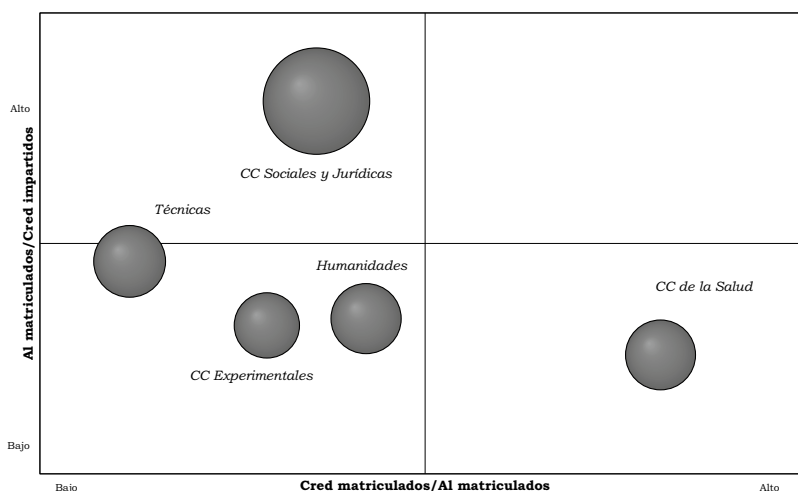 Alto
Al matriculados/Cred impartidos
CC Sociales y Jurídicas
Técnicas
Humanidades
CC de la Salud
CC Experimentales
Bajo
Bajo
Cred matriculados/Al matriculados
Alto